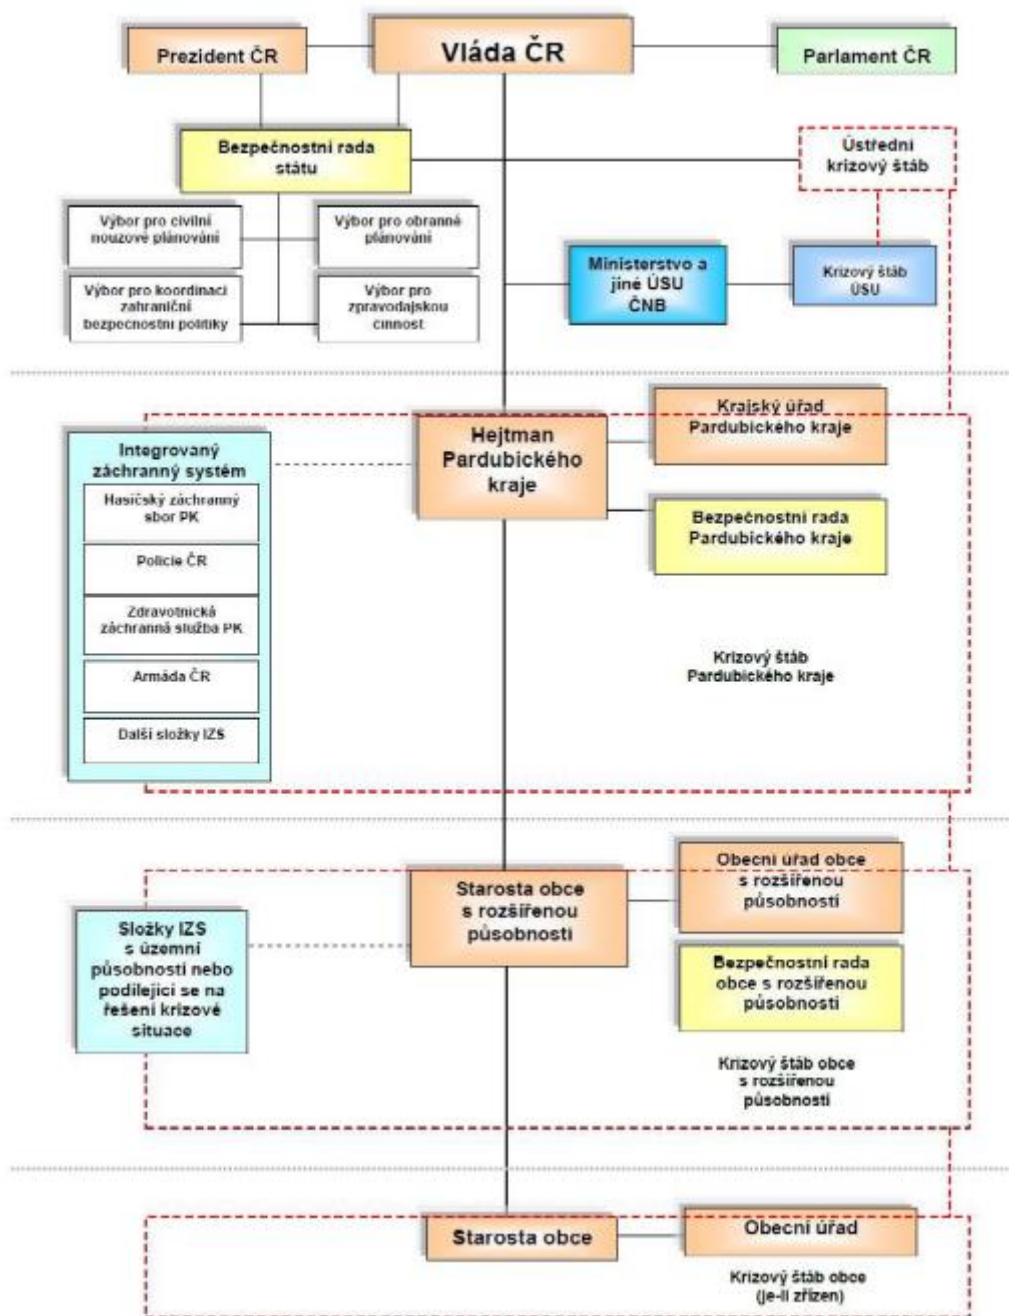 Prezident ČR
Vláda ČR
Parlament ČR
Bezpečnostní rada
státu
Ústřední
krizový štáb
Výbor pro civilní
nouzové plánování
Výbor pro obranné
plánování
Výbor pro koordinaci
zahraniční
bezpečnostní politiky
Výbor pro
zpravodajskou
činnost
Ministerstvo a
jiné ÚSU
ČNB
Krizový štáb
ÚSU
Integrovaný
záchranný systém
Hasičský záchranný
sbor PK
Policie ČR
Zdravotnická
záchranná služba PK
Armáda ČR
Další složky IZS
Hejtman
Pardubického
kraje
Krajský úřad
Pardubického kraje
Bezpečnostní rada
Pardubického kraje
Krizový štáb
Pardubického kraje
Složky IZS
s územní
působností nebo
podílející se na
řešení krizové
situace
Starosta obce
s rozšířenou
působností
Obecní úřad obce
s rozšířenou
působností
Bezpečnostní rada
obce s rozšířenou
působností
Krizový štáb obce
s rozšířenou
působností
Starosta obce
Obecní úřad
Krizový štáb obce
(je-li zřízen)